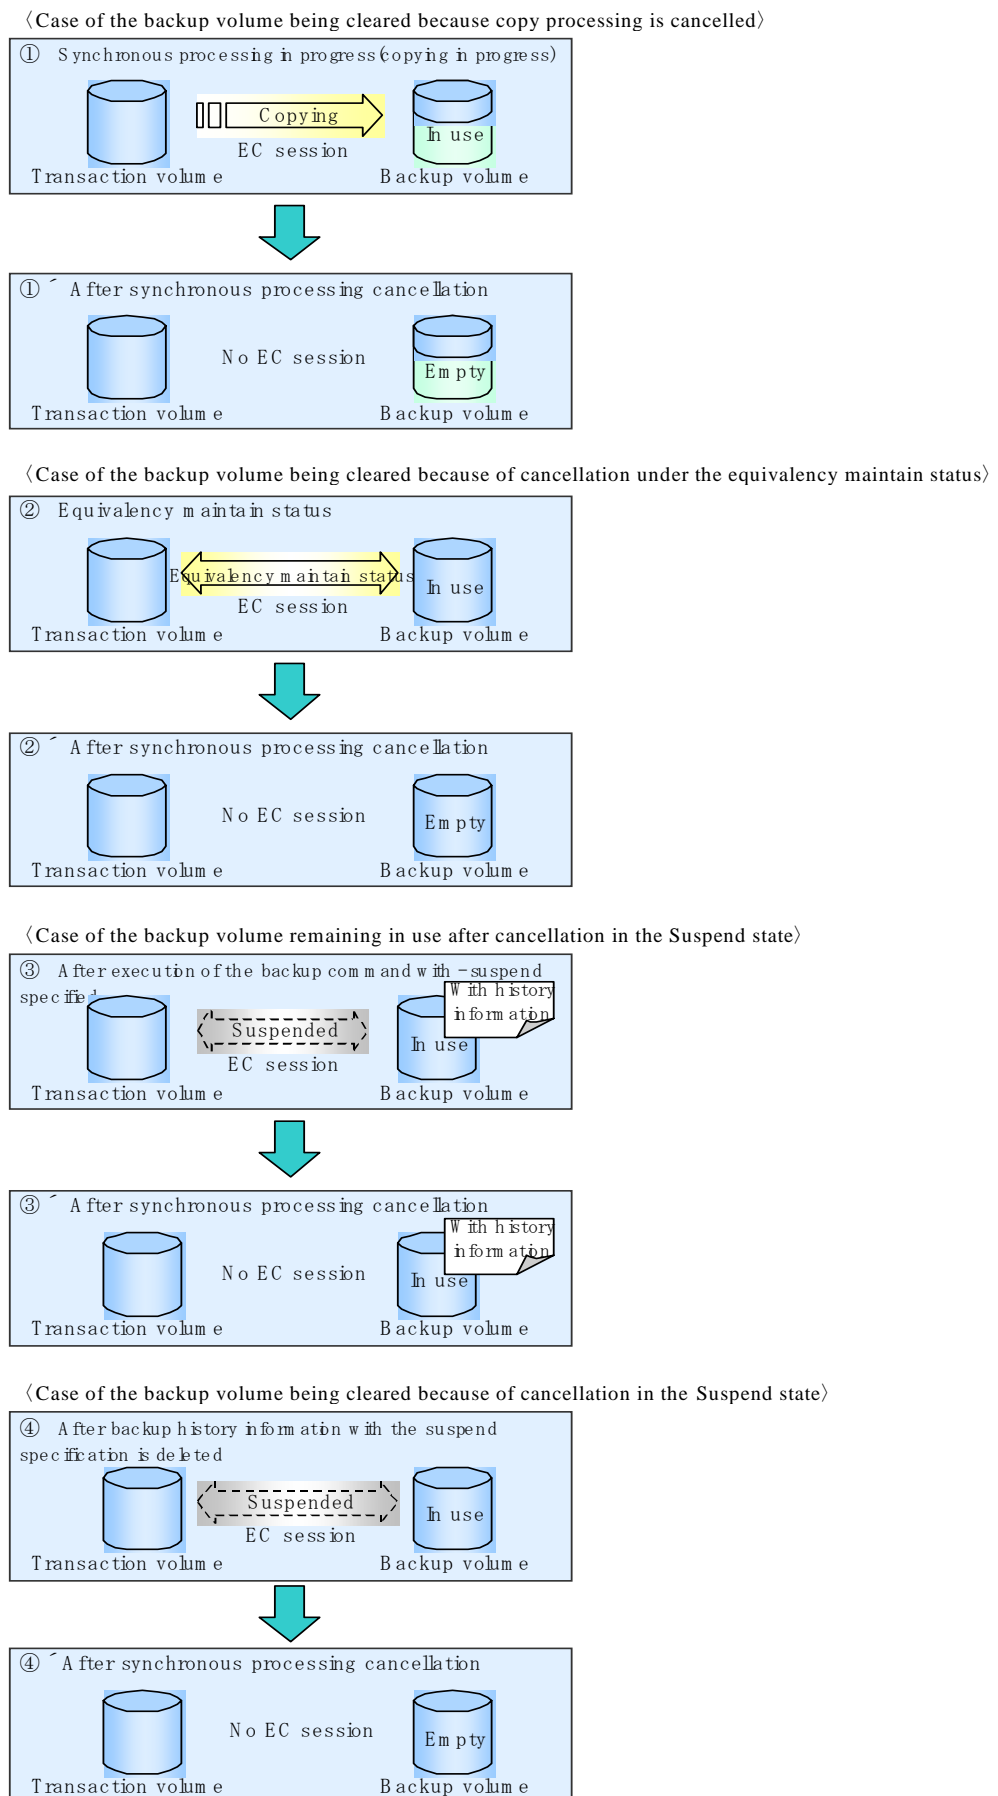 〈Case of the backup volume being cleared because copy processing is cancelled〉
① Synchronous processing in progress(copying in progress)
Copying
In use
EC session
Transaction volume Backup volume
①´ After synchronous processing cancellation
No EC session
Empty
Transaction volume Backup volume
〈Case of the backup volume being cleared because of cancellation under the equivalency maintain status〉
② Equivalency maintain status
Equivalency maintain status
In use
EC session
Transaction volume Backup volume
②´ After synchronous processing cancellation
No EC session
Empty
Transaction volume Backup volume
〈Case of the backup volume remaining in use after cancellation in the Suspend state〉
③ After execution of the backup command with -suspend
specified
With history
information
Suspended
In use
EC session
Transaction volume Backup volume
③´ After synchronous processing cancellation
With history
information
No EC session
In use
Transaction volume Backup volume
〈Case of the backup volume being cleared because of cancellation in the Suspend state〉
④ After backup history information with the suspend
specification is deleted
Suspended
In use
EC session
Transaction volume Backup volume
④´ After synchronous processing cancellation
No EC session
Empty
Transaction volume Backup volume